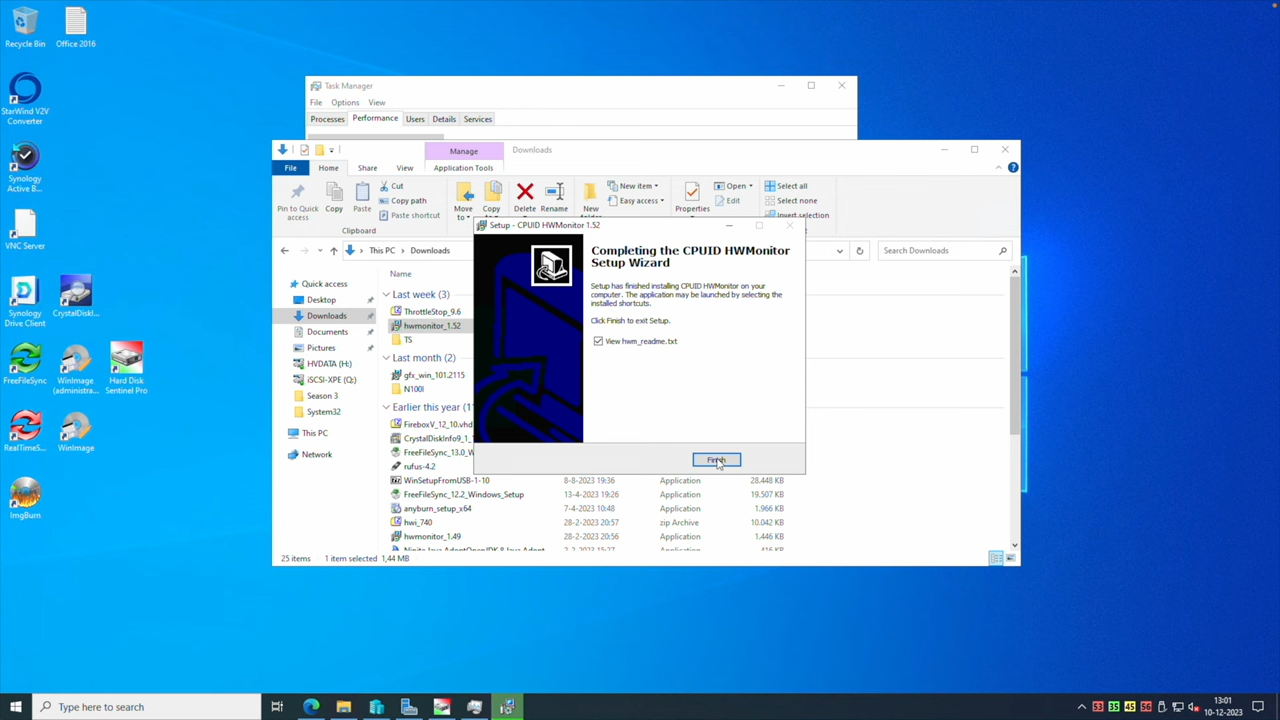 Recycle Bin
Office 2016
StarWind V2V
Converter
Synology
Active B...
VNC Server
Synology
Drive Client
CrystalDiskI...
FreeFileSync
WinImage
(administra...
Hard Disk
Sentinel Pro
RealTimeS...
WinImage
ImgBurn
Task Manager
File Options View
Processes Performance Users Details Services
Manage Downloads
File Home Share View Application Tools
Pin to Quick
access
Copy
Paste
Cut
Copy path
Paste shortcut
Move
to
Copy
to
Delete
Rename
New
folder
New item
Easy access
Properties
Open
Edit
Select all
Select none
Invert selection
Clipboard
This PC Downloads
Search Downloads
Quick access
Desktop
Downloads
Documents
Pictures
HVDATA (H:)
iSCSI-XPE (Q:)
Season 3
System32
This PC
Network
Name
Last week (3)
ThrottleStop_9.6
hwmonitor_1.52
TS
Last month (2)
gfx_win_101.2115
N100I
Earlier this year (1
FireboxV_12_10.vhd
CrystalDiskInfo9_1_
FreeFileSync_13.0_W
rufus-4.2
WinSetupFromUSB-1-10 8-8-2023 19:36 Application 28.448 KB
FreeFileSync_12.2_Windows_Setup 13-4-2023 19:26 Application 19.507 KB
anyburn_setup_x64 7-4-2023 10:48 Application 1.966 KB
hwi_740 28-2-2023 20:57 zip Archive 10.042 KB
hwmonitor_1.49 28-2-2023 20:56 Application 1.446 KB
25 items 1 item selected 1,44 MB
Setup - CPUID HWMonitor 1.52
Completing the CPUID HWMonitor
Setup Wizard
Setup has finished installing CPUID HWMonitor on your
computer. The application may be launched by selecting the
installed shortcuts.
Click Finish to exit Setup.
View hwm_readme.txt
Finish
Type here to search
13:01
10-12-2023